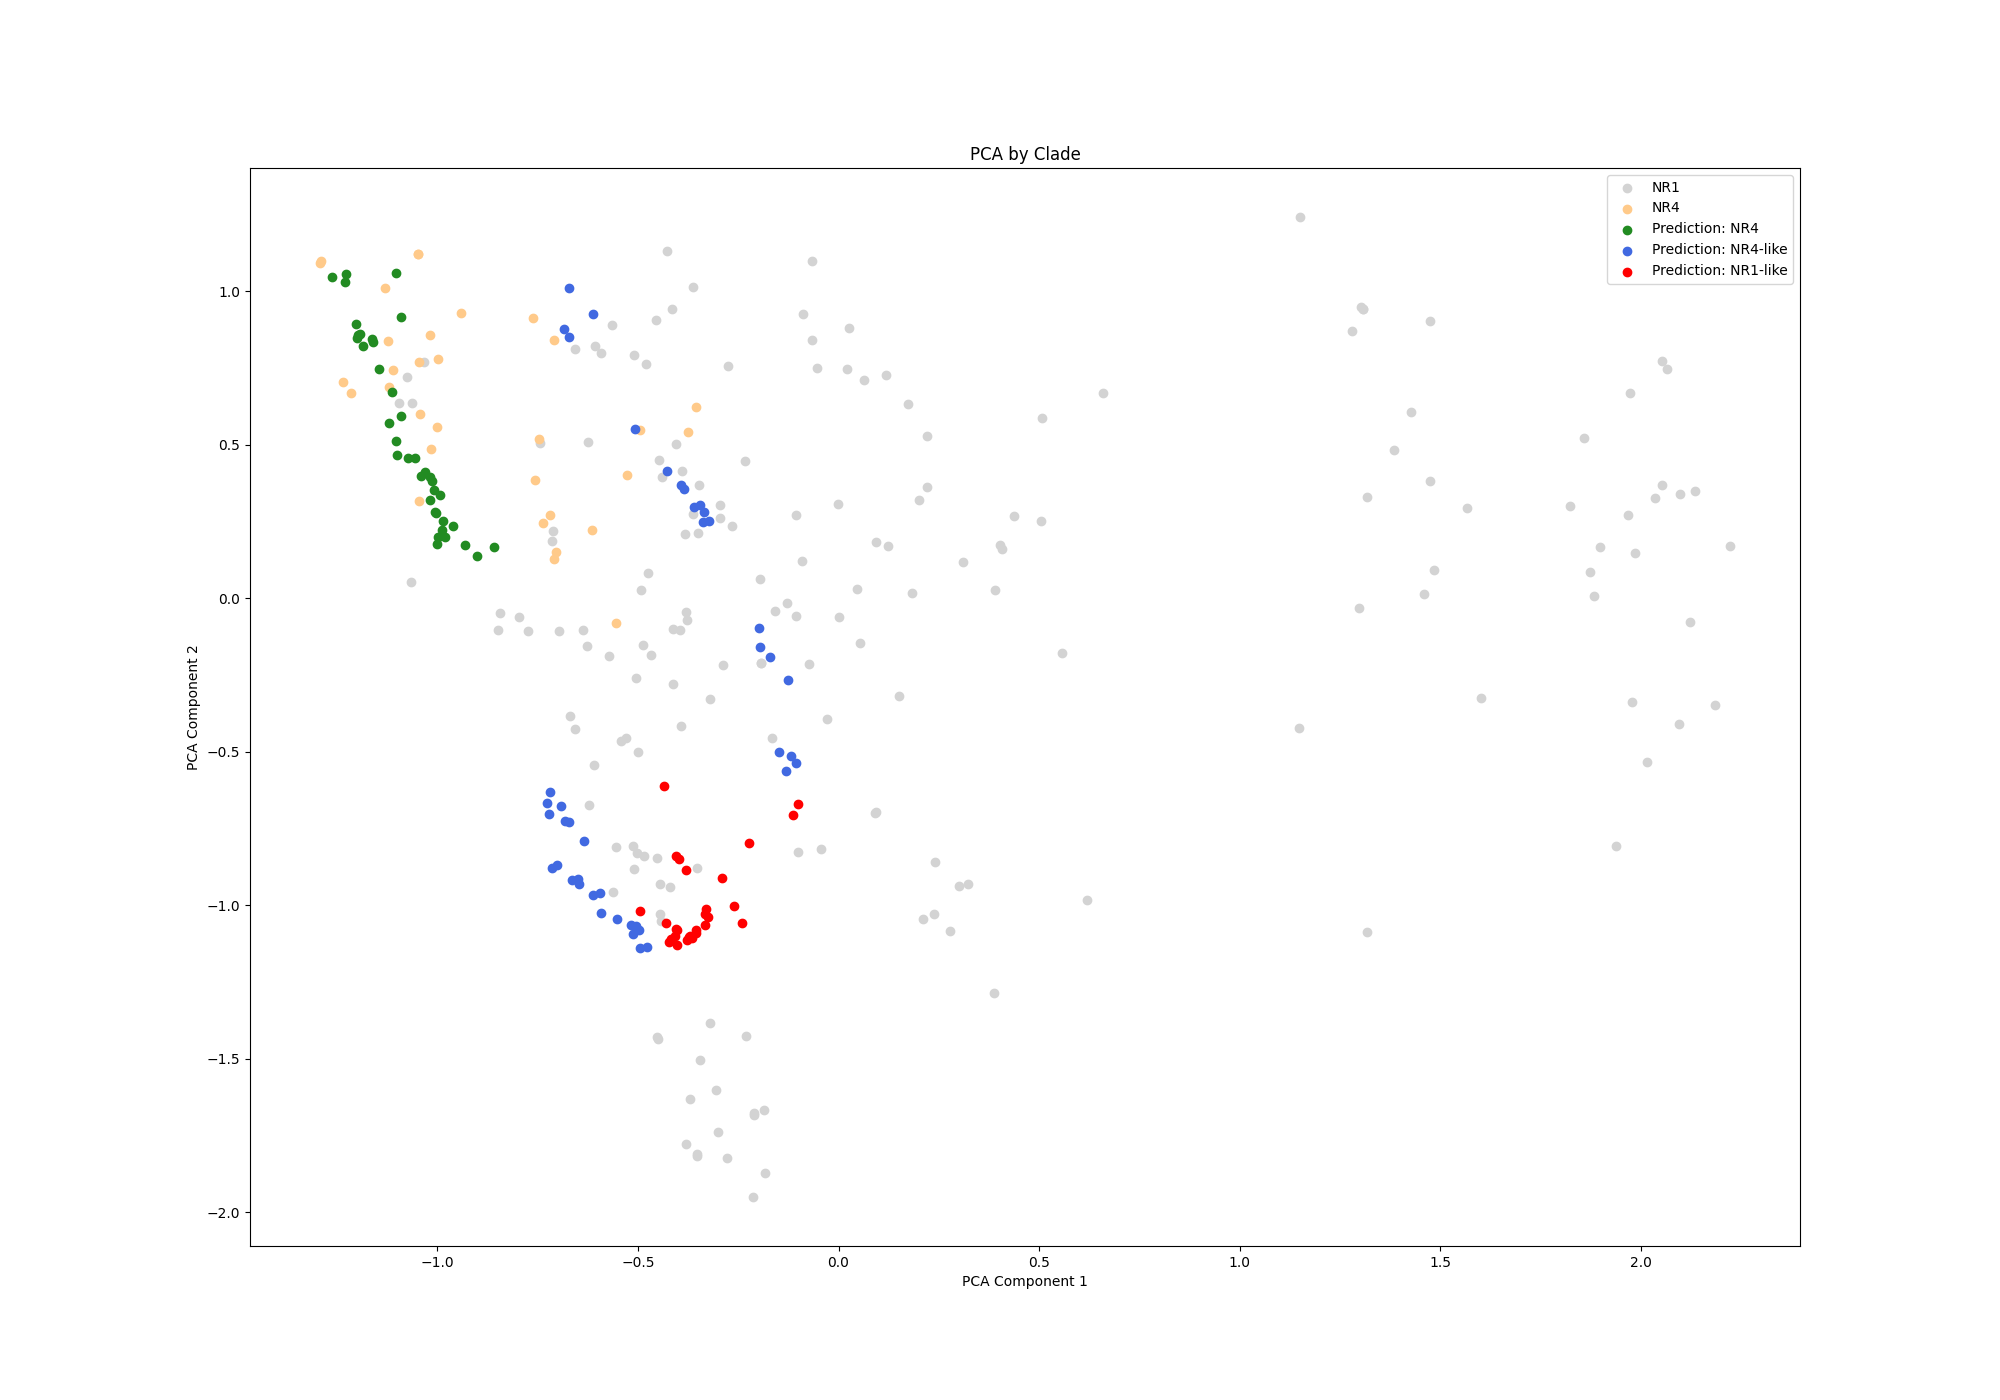 PCA by Clade
NR1
NR4
Prediction: NR4
Prediction: NR4-like
Prediction: NR1-like
1.0
0.5
0.0
−0.5
−1.0
−1.5
−2.0
PCA Component 2
−1.0
−0.5
0.0
0.5
1.0
1.5
2.0
PCA Component 1